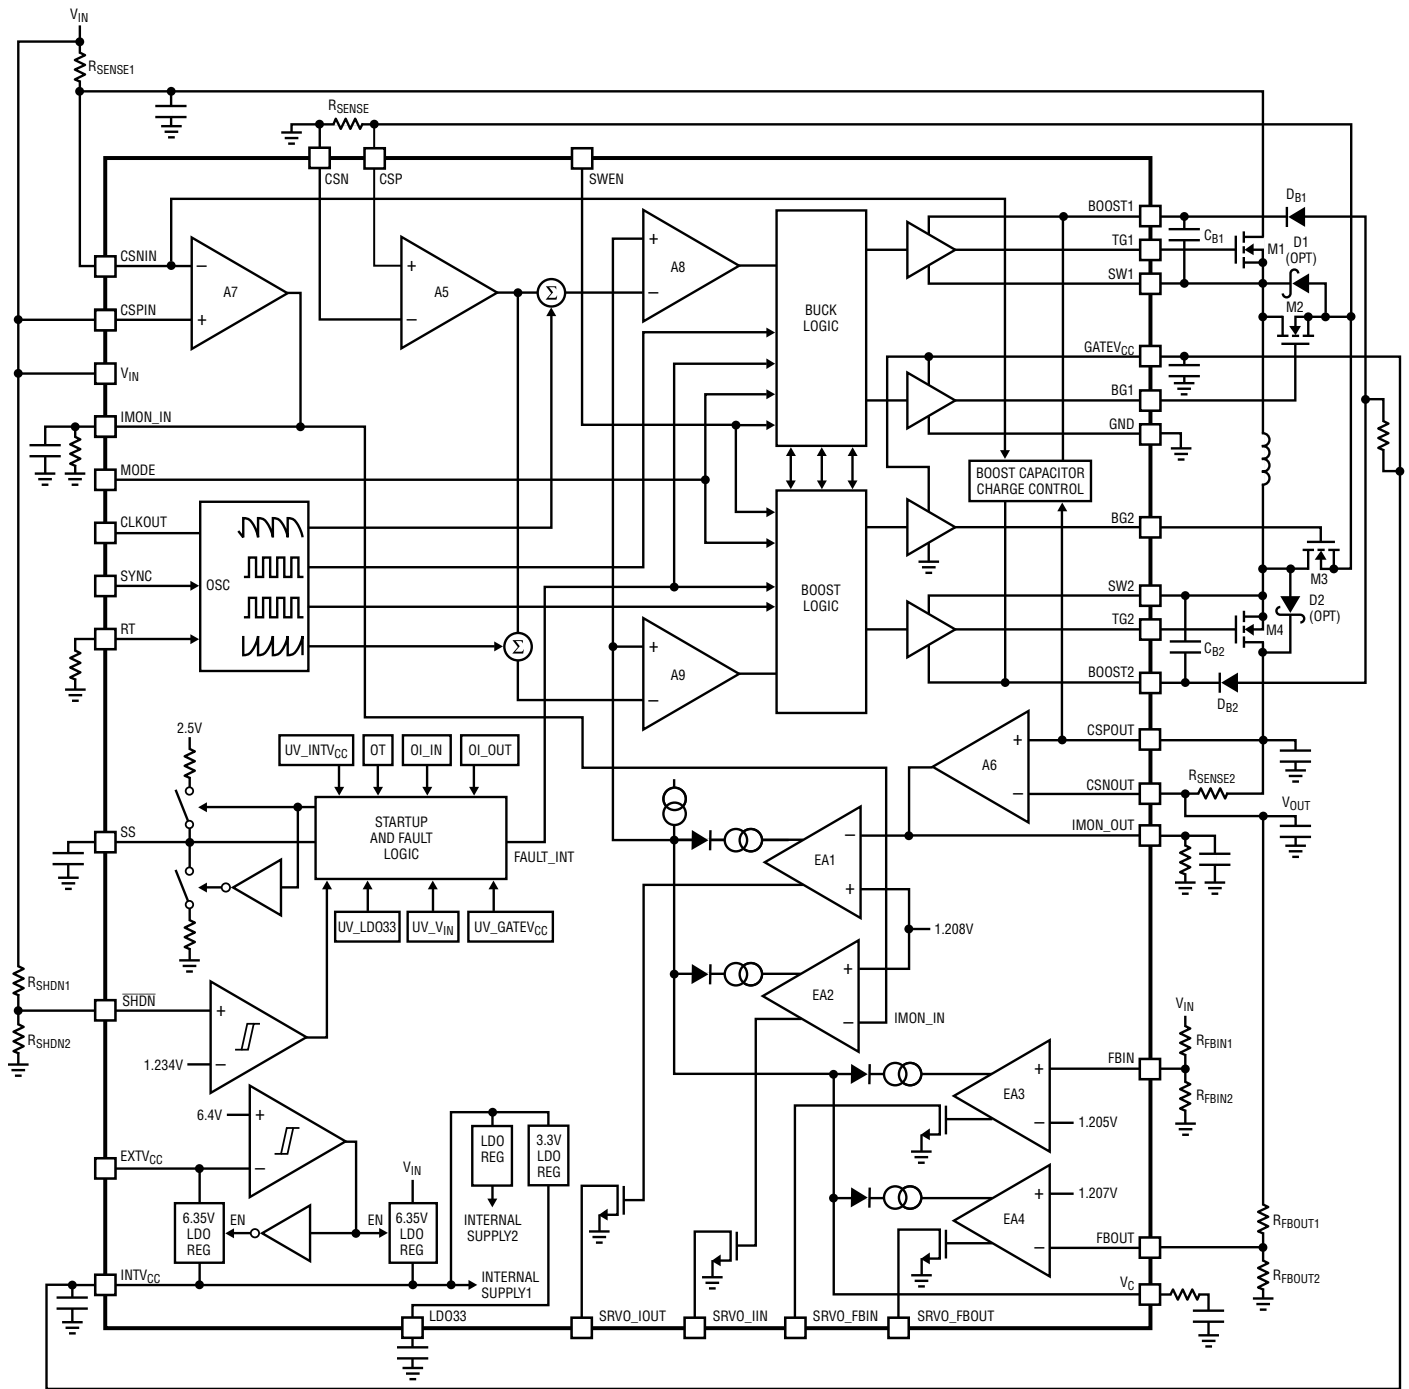 VIN
RSENSE1
RSENSE
CSN
CSP
SWEN
BOOST1
DB1
CSNIN
A7
A5
Σ
A8
BUCK
LOGIC
TG1
CB1
M1
D1
(OPT)
SW1
M2
CSPIN
VIN
GATEVCC
IMON_IN
BG1
GND
MODE
BOOST CAPACITOR
CHARGE CONTROL
CLKOUT
OSC
SYNC
RT
BG2
M3
BOOST
LOGIC
SW2
D2
(OPT)
TG2
M4
CB2
Σ
A9
BOOST2
DB2
2.5V
UV_INTVCC
OT
OI_IN
OI_OUT
CSPOUT
A6
CSNOUT
RSENSE2
VOUT
IMON_OUT
SS
STARTUP
AND FAULT
LOGIC
FAULT_INT
EA1
UV_LDO33
UV_VIN
UV_GATEVCC
1.208V
EA2
IMON_IN
RSHDN1
SHDN
RSHDN2
1.234V
VIN
RFBIN1
FBIN
RFBIN2
EA3
1.205V
6.4V
EXTVCC
LDO
REG
3.3V
LDO
REG
VIN
6.35V
LDO
REG
EN
EN
6.35V
LDO
REG
INTERNAL
SUPPLY2
1.207V
EA4
RFBOUT1
FBOUT
RFBOUT2
INTVCC
INTERNAL
SUPPLY1
VC
LDO33
SRVO_IOUT
SRVO_IIN
SRVO_FBIN
SRVO_FBOUT